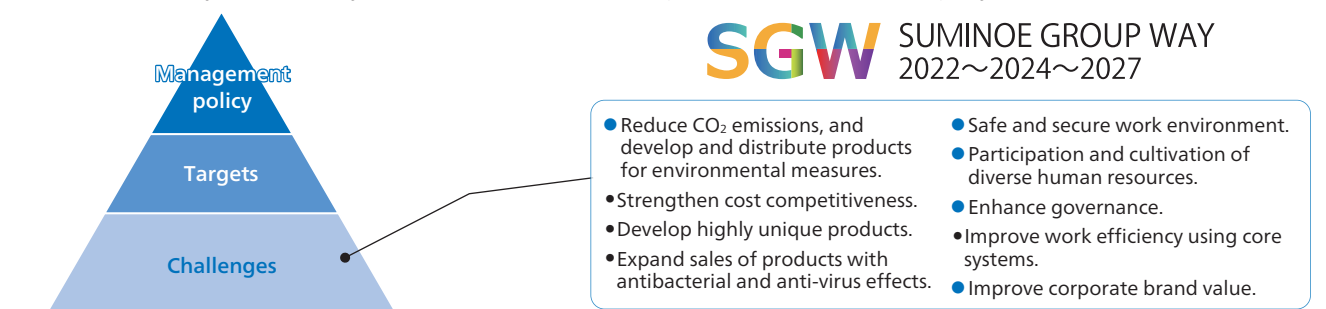 Management
policy
Targets
Challenges
SGW
SUMINOE GROUP WAY
2022～2024～2027
●Reduce CO₂ emissions, and
develop and distribute products
for environmental measures.
●Strengthen cost competitiveness.
●Develop highly unique products.
●Expand sales of products with
antibacterial and anti-virus effects.
●Safe and secure work environment.
●Participation and cultivation of
diverse human resources.
●Enhance governance.
●Improve work efficiency using core
systems.
●Improve corporate brand value.